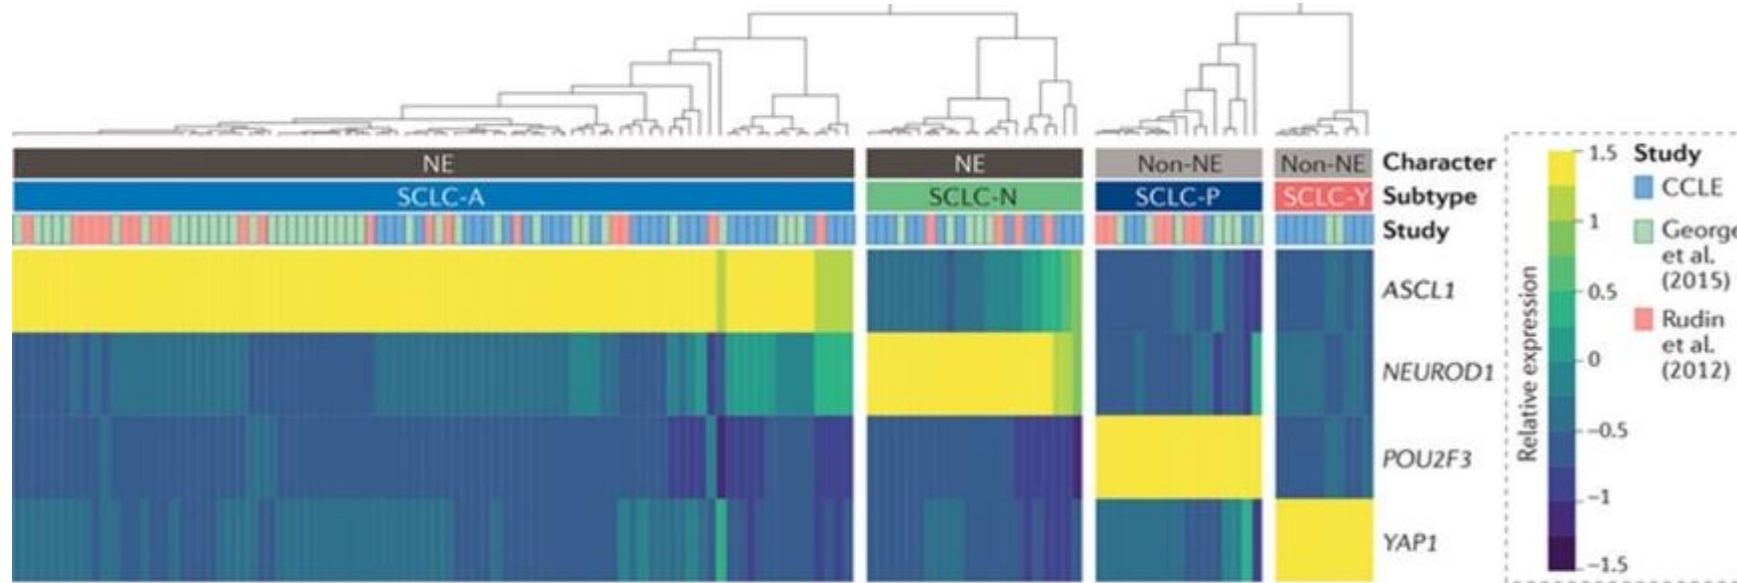 NE NE Non-NE Non-NE Character
SCLC-A SCLC-N SCLC-P SCLC-Y Subtype
Study
ASCL1
NEUROD1
POU2F3
YAP1
Relative expression
1.5
1
0.5
0
−0.5
−1
−1.5
Study
CCLE
George
et al.
(2015)
Rudin
et al.
(2012)